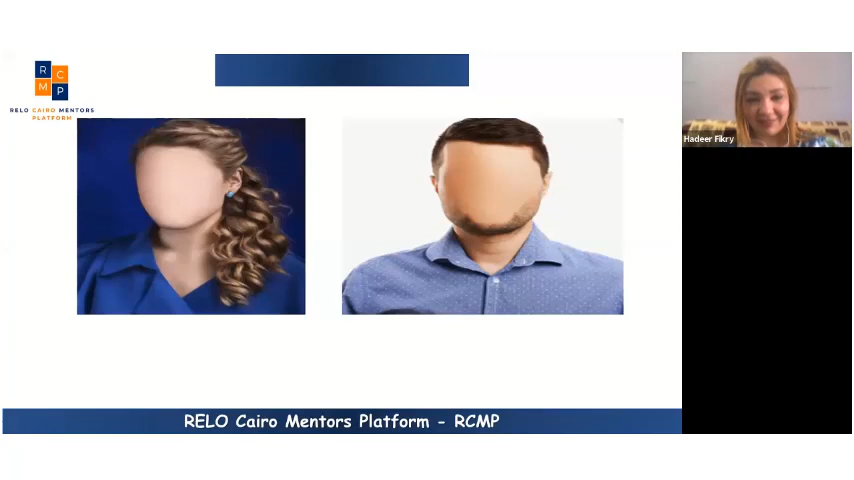 R
C
M
P
RELO CAIRO MENTORS
PLATFORM
Hadeer Fikry
RELO Cairo Mentors Platform - RCMP